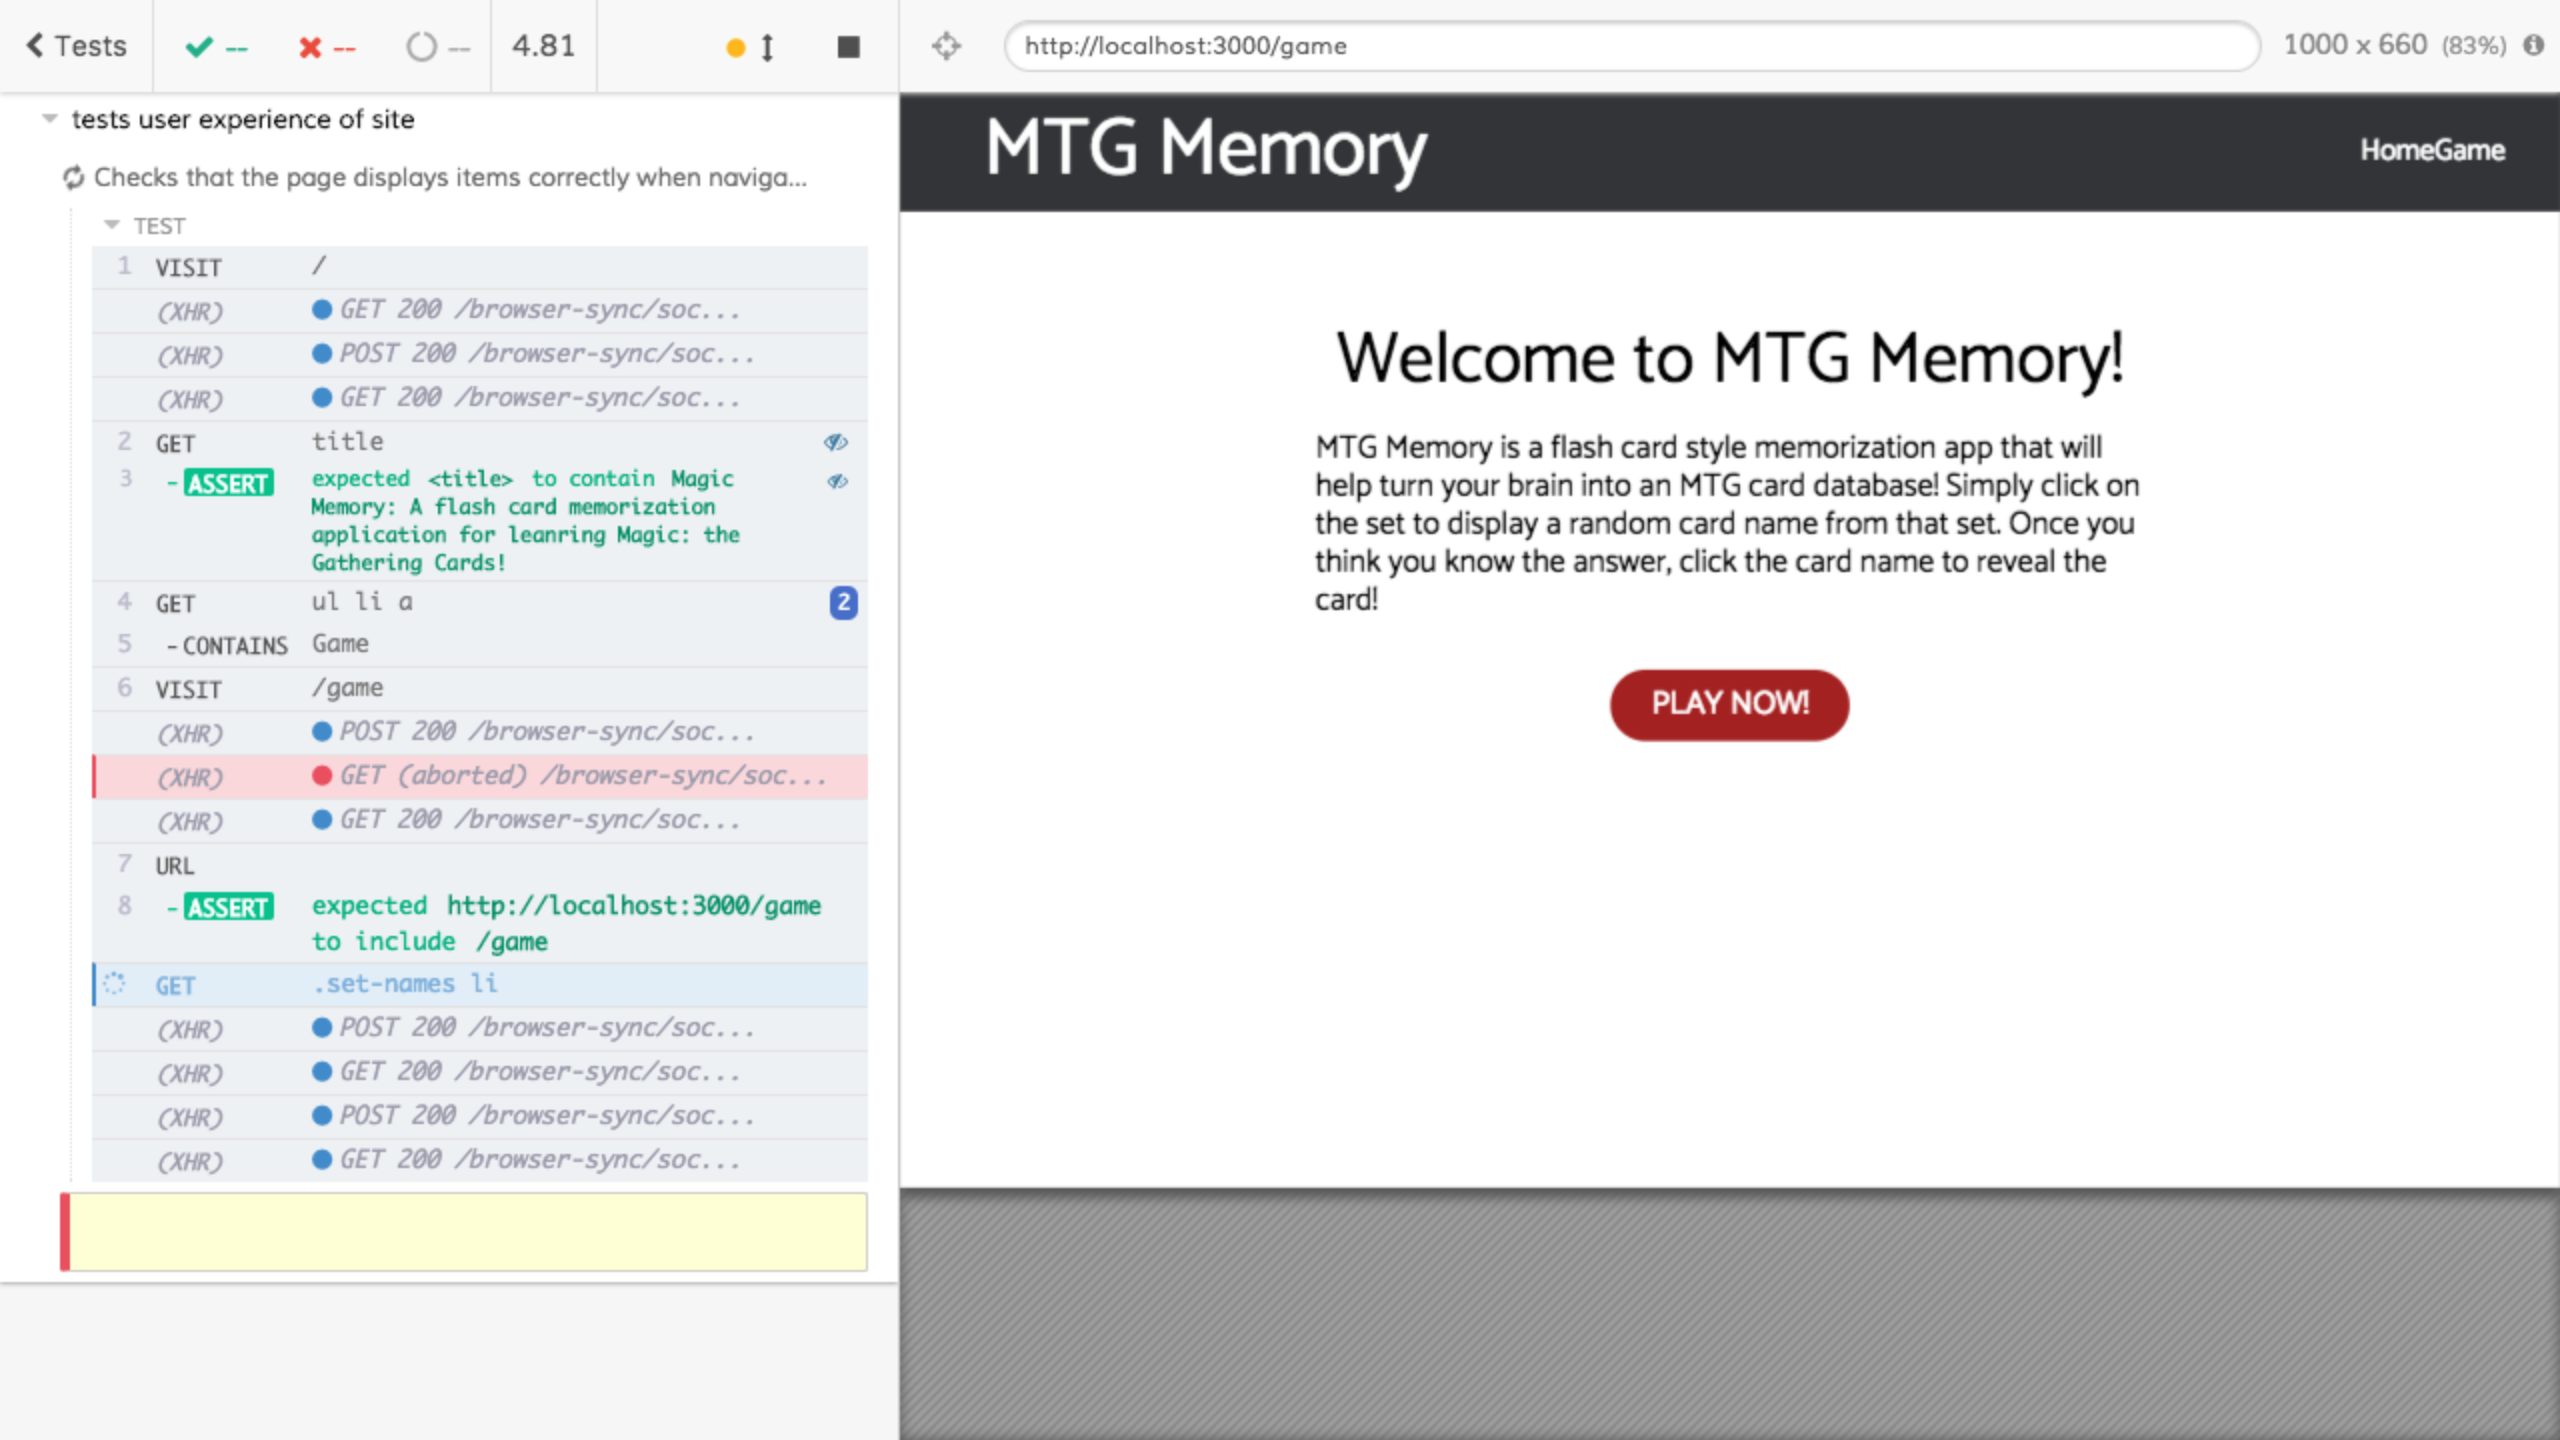 Tests -- -- -- 4.81
http://localhost:3000/game 1000 x 660 (83%)
tests user experience of site
Checks that the page displays items correctly when naviga...
TEST
1 VISIT /
(XHR) GET 200 /browser-sync/soc...
(XHR) POST 200 /browser-sync/soc...
(XHR) GET 200 /browser-sync/soc...
2 GET title
3 -ASSERT expected <title> to contain Magic
Memory: A flash card memorization
application for leanring Magic: the
Gathering Cards!
4 GET ul li a 2
5 -CONTAINS Game
6 VISIT /game
(XHR) POST 200 /browser-sync/soc...
(XHR) GET (aborted) /browser-sync/soc...
(XHR) GET 200 /browser-sync/soc...
7 URL
8 -ASSERT expected http://localhost:3000/game
to include /game
GET .set-names li
(XHR) POST 200 /browser-sync/soc...
(XHR) GET 200 /browser-sync/soc...
(XHR) POST 200 /browser-sync/soc...
(XHR) GET 200 /browser-sync/soc...
MTG Memory
HomeGame
Welcome to MTG Memory!
MTG Memory is a flash card style memorization app that will
help turn your brain into an MTG card database! Simply click on
the set to display a random card name from that set. Once you
think you know the answer, click the card name to reveal the
card!
PLAY NOW!